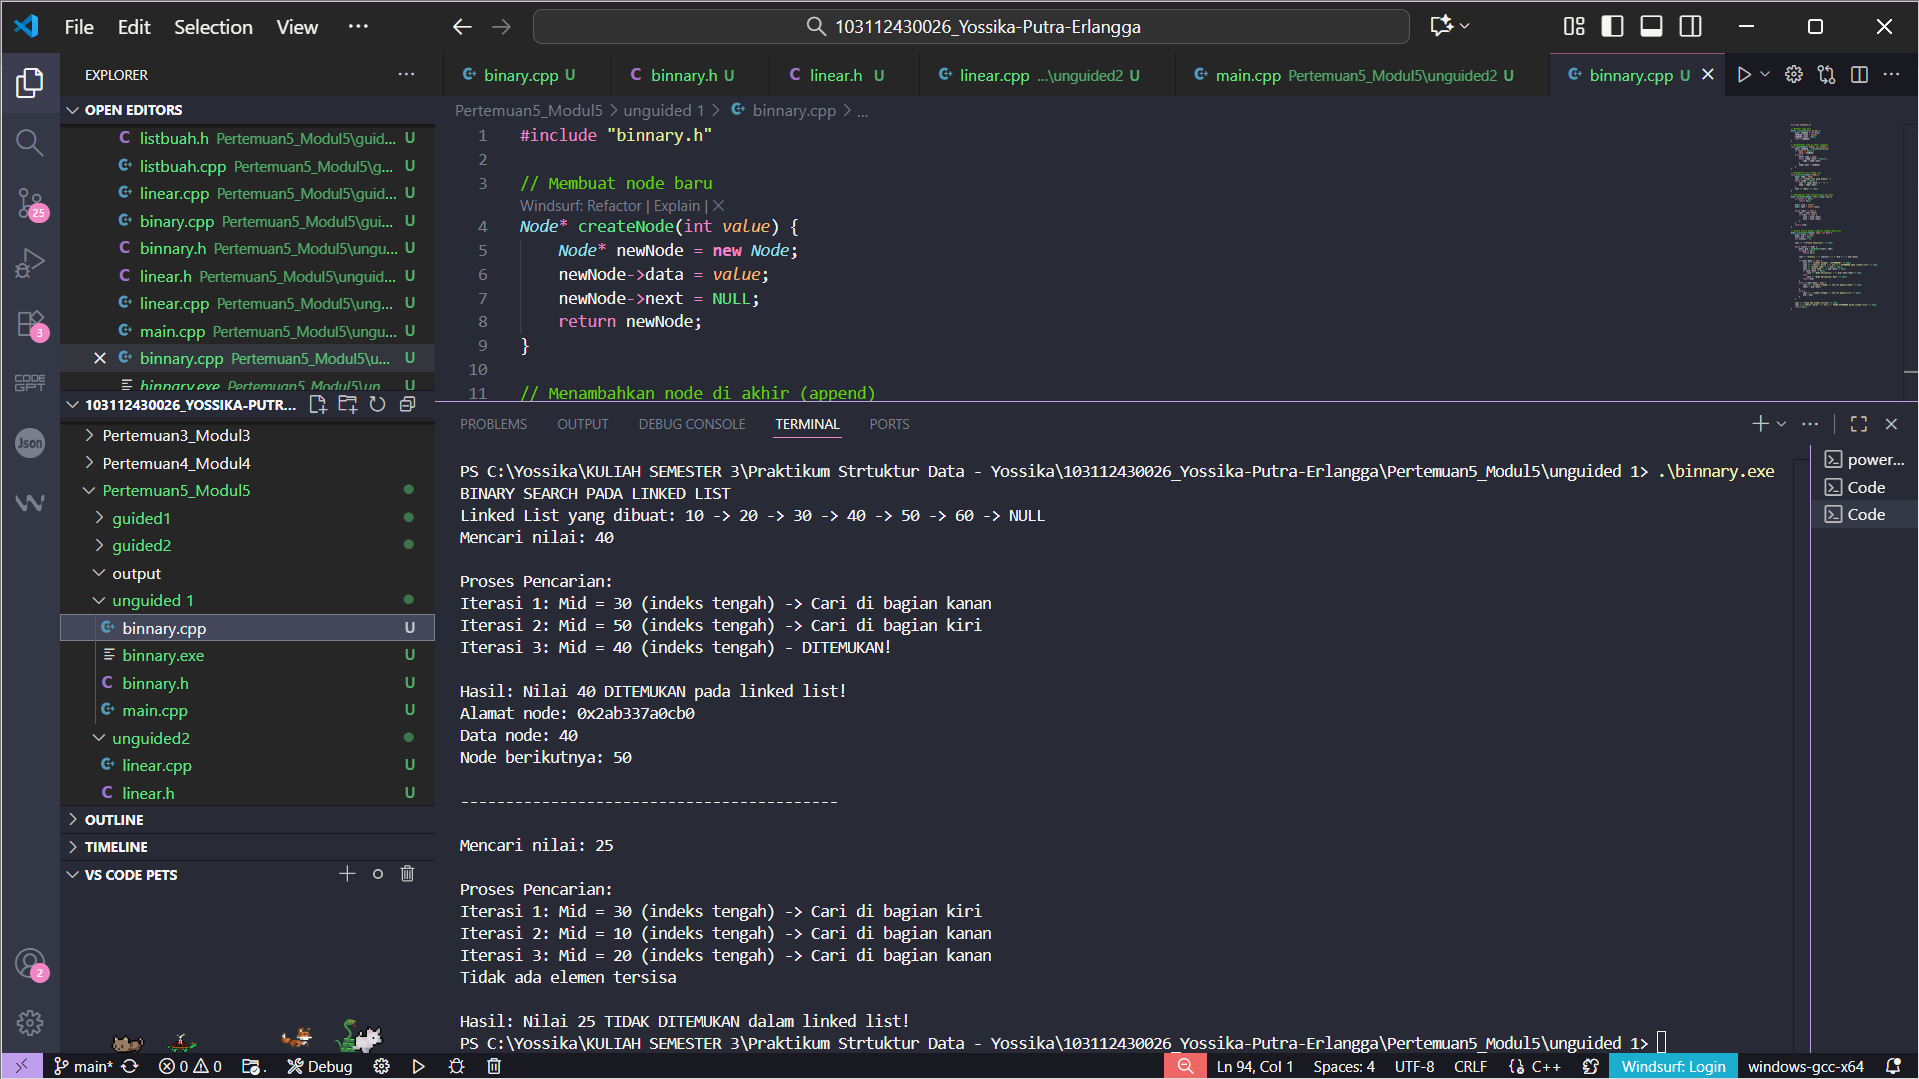 File Edit Selection View ···
103112430026_Yossika-Putra-Erlangga
EXPLORER
OPEN EDITORS
listbuah.h Pertemuan5_Modul5\guid... U
listbuah.cpp Pertemuan5_Modul5\g... U
linear.cpp Pertemuan5_Modul5\guid... U
binary.cpp Pertemuan5_Modul5\gui... U
binnary.h Pertemuan5_Modul5\ungu... U
linear.h Pertemuan5_Modul5\unguid... U
linear.cpp Pertemuan5_Modul5\ung... U
main.cpp Pertemuan5_Modul5\ungu... U
binnary.cpp Pertemuan5_Modul5\u... U
binnary.exe Pertemuan5_Modul5\un... U
103112430026_YOSSIKA-PUTR...
Pertemuan3_Modul3
Pertemuan4_Modul4
Pertemuan5_Modul5
guided1
guided2
output
unguided 1
binnary.cpp U
binnary.exe U
binnary.h U
main.cpp U
unguided2
linear.cpp U
linear.h U
OUTLINE
TIMELINE
VS CODE PETS
25
3
CODE GPT
Json
2
binary.cpp U
binnary.h U
linear.h U
linear.cpp ...\unguided2 U
main.cpp Pertemuan5_Modul5\unguided2 U
binnary.cpp U
Pertemuan5_Modul5 > unguided 1 > binnary.cpp > ...
1 #include "binnary.h"
2
3 // Membuat node baru
Windsurf: Refactor | Explain | ✕
4 Node* createNode(int value) {
5 Node* newNode = new Node;
6 newNode->data = value;
7 newNode->next = NULL;
8 return newNode;
9 }
10
11 // Menambahkan node di akhir (append)
PROBLEMS OUTPUT DEBUG CONSOLE TERMINAL PORTS
power...
Code
Code
PS C:\Yossika\KULIAH SEMESTER 3\Praktikum Strtuktur Data - Yossika\103112430026_Yossika-Putra-Erlangga\Pertemuan5_Modul5\unguided 1> .\binnary.exe
BINARY SEARCH PADA LINKED LIST
Linked List yang dibuat: 10 -> 20 -> 30 -> 40 -> 50 -> 60 -> NULL
Mencari nilai: 40
Proses Pencarian:
Iterasi 1: Mid = 30 (indeks tengah) -> Cari di bagian kanan
Iterasi 2: Mid = 50 (indeks tengah) -> Cari di bagian kiri
Iterasi 3: Mid = 40 (indeks tengah) - DITEMUKAN!
Hasil: Nilai 40 DITEMUKAN pada linked list!
Alamat node: 0x2ab337a0cb0
Data node: 40
Node berikutnya: 50
------------------------------------------
Mencari nilai: 25
Proses Pencarian:
Iterasi 1: Mid = 30 (indeks tengah) -> Cari di bagian kiri
Iterasi 2: Mid = 10 (indeks tengah) -> Cari di bagian kanan
Iterasi 3: Mid = 20 (indeks tengah) -> Cari di bagian kanan
Tidak ada elemen tersisa
Hasil: Nilai 25 TIDAK DITEMUKAN dalam linked list!
PS C:\Yossika\KULIAH SEMESTER 3\Praktikum Strtuktur Data - Yossika\103112430026_Yossika-Putra-Erlangga\Pertemuan5_Modul5\unguided 1>
main* 0 0 Debug Ln 94, Col 1 Spaces: 4 UTF-8 CRLF {} C++ Windsurf: Login windows-gcc-x64